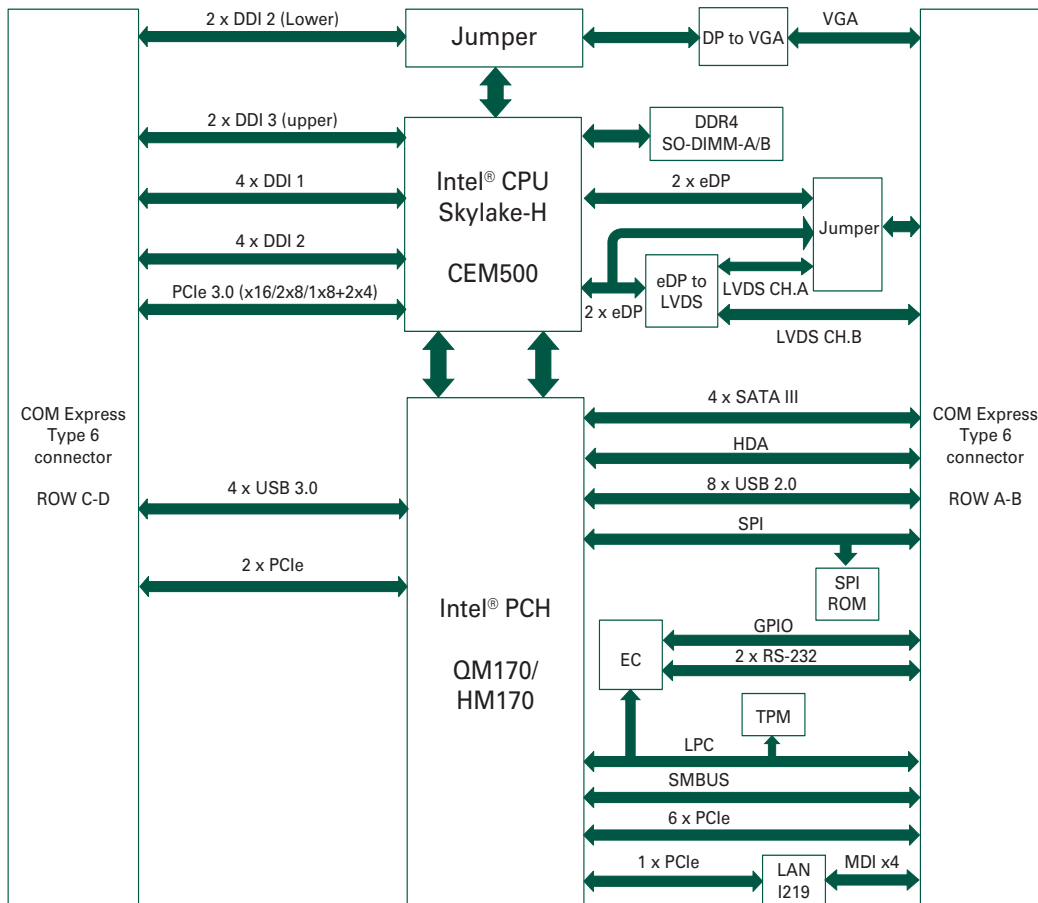 2 x DDI 2 (Lower)
Jumper
DP to VGA
VGA
2 x DDI 3 (upper)
DDR4
SO-DIMM-A/B
Intel® CPU
Skylake-H
CEM500
4 x DDI 1
2 x eDP
Jumper
4 x DDI 2
eDP to
LVDS
LVDS CH.A
PCIe 3.0 (x16/2x8/1x8+2x4)
2 x eDP
LVDS CH.B
COM Express
Type 6
connector
ROW C-D
4 x SATA III
COM Express
Type 6
connector
ROW A-B
HDA
4 x USB 3.0
8 x USB 2.0
SPI
2 x PCIe
SPI
ROM
Intel® PCH
QM170/
HM170
GPIO
EC
2 x RS-232
TPM
LPC
SMBUS
6 x PCIe
1 x PCIe
LAN
I219
MDI x4